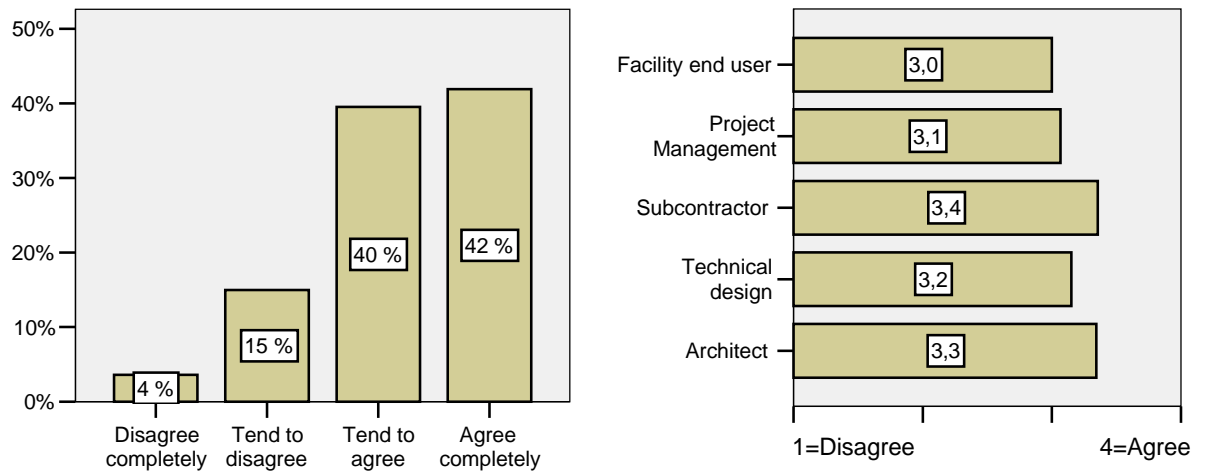 50%
40%
30%
20%
10%
0%
4 %
15 %
40 %
42 %
Disagree
completely
Tend to
disagree
Tend to
agree
Agree
completely
Facility end user
3,0
Project
Management
3,1
Subcontractor
3,4
Technical
design
3,2
Architect
3,3
1=Disagree
4=Agree